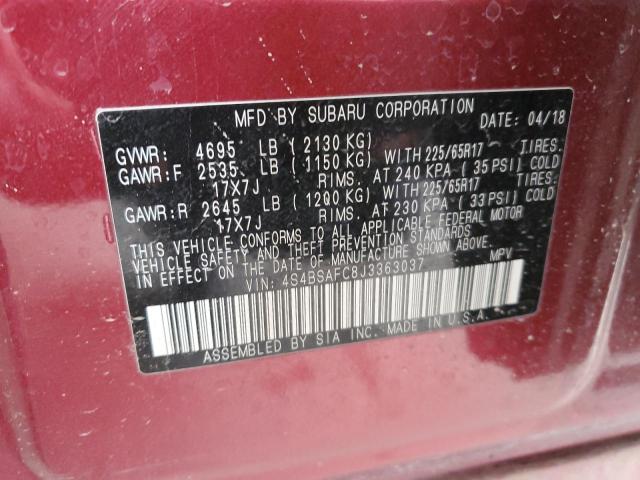 MFD BY SUBARU CORPORATION DATE: 04/18
GVWR: 4695 LB (2130 KG)
GAWR:F 2535 LB (1150 KG) WITH 225/65R17 TIRES.
17X7J RIMS. AT 240 KPA (35 PSI) COLD
GAWR:R 2645 LB (1200 KG) WITH 225/65R17 TIRES.
17X7J RIMS. AT 230 KPA (33 PSI) COLD
THIS VEHICLE CONFORMS TO ALL APPLICABLE FEDERAL MOTOR
VEHICLE SAFETY AND THEFT PREVENTION STANDARDS
IN EFFECT ON THE DATE OF MANUFACTURE SHOWN ABOVE.
VIN: 4S4BSAFC8J3363037 MPV
ASSEMBLED BY SIA INC. MADE IN U.S.A.